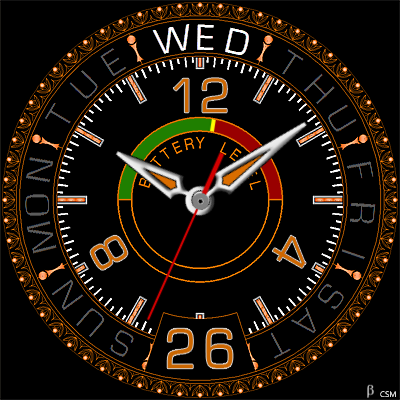 WED
TUE
THU
12
BATTERY LEVEL
MON
FRI
8
4
SUN
SAT
26
β CSM